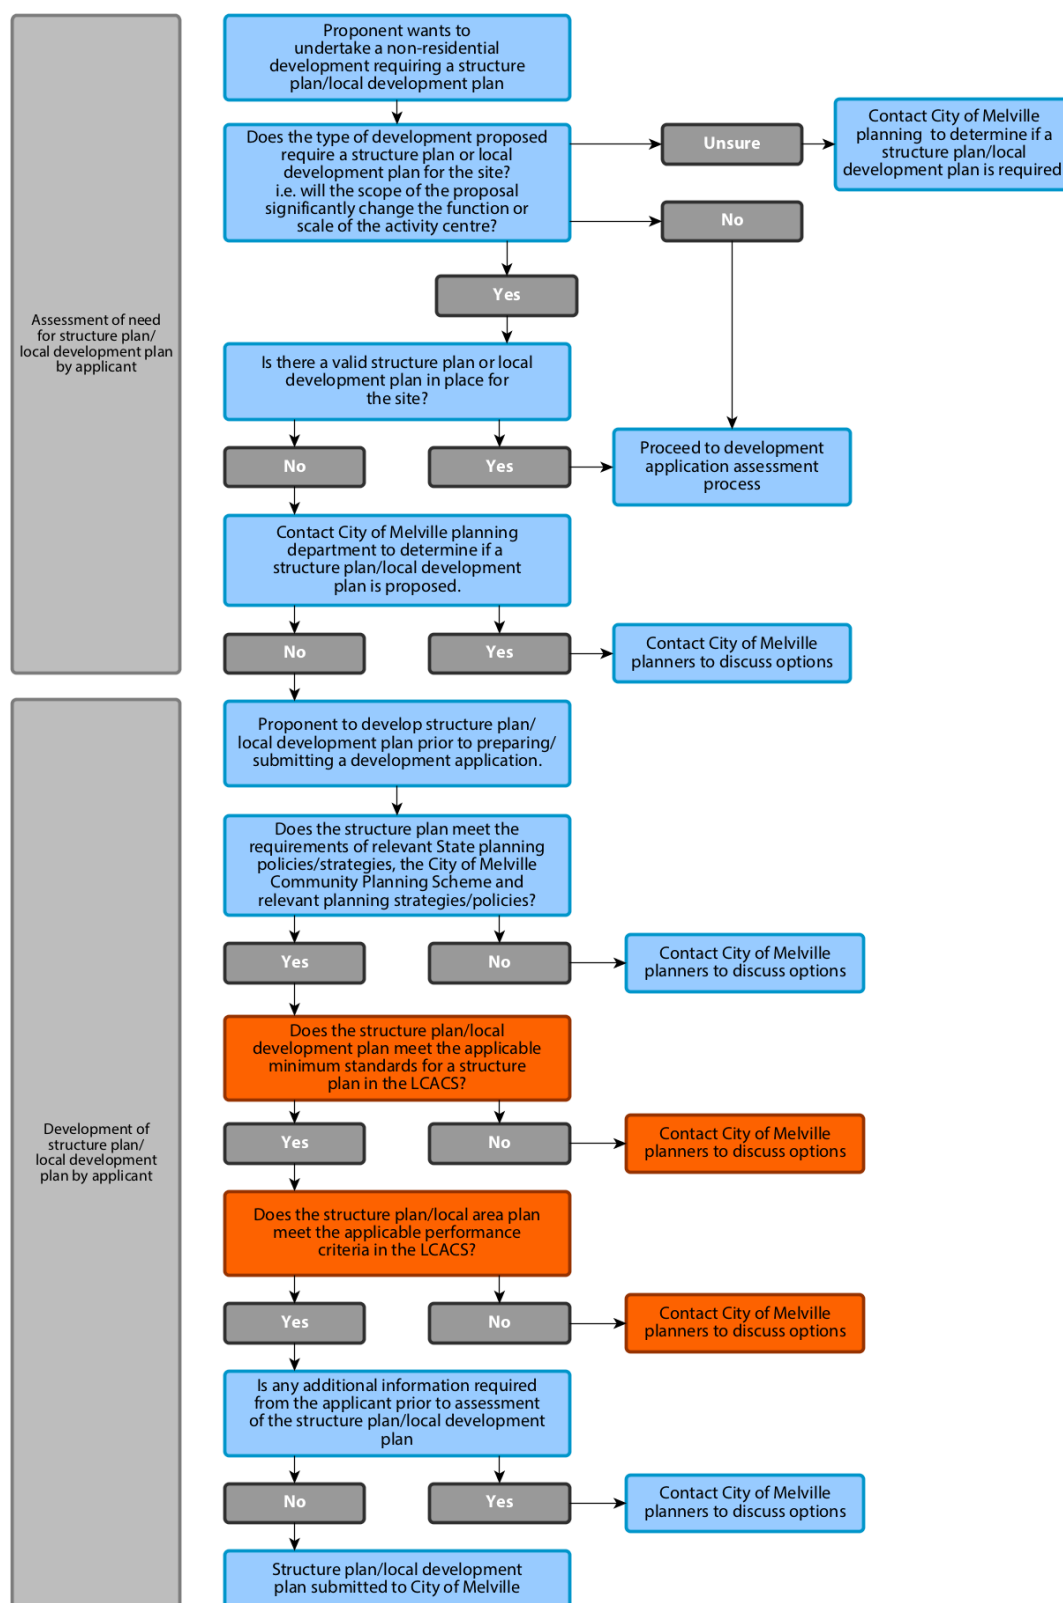 Proponent wants to
undertake a non-residential
development requiring a structure
plan/local development plan
Does the type of development proposed
require a structure plan or local
development plan for the site?
i.e. will the scope of the proposal
significantly change the function or
scale of the activity centre?
Unsure
Contact City of Melville
planning to determine if a
structure plan/local
development plan is required
No
Yes
Assessment of need
for structure plan/
local development plan
by applicant
Is there a valid structure plan or local
development plan in place for
the site?
No
Yes
Proceed to development
application assessment
process
Contact City of Melville planning
department to determine if a
structure plan/local development
plan is proposed.
No
Yes
Contact City of Melville
planners to discuss options
Proponent to develop structure plan/
local development plan prior to preparing/
submitting a development application.
Does the structure plan meet the
requirements of relevant State planning
policies/strategies, the City of Melville
Community Planning Scheme and
relevant planning strategies/policies?
Yes
No
Contact City of Melville
planners to discuss options
Does the structure plan/local
development plan meet the applicable
minimum standards for a structure
plan in the LCACS?
Yes
No
Contact City of Melville
planners to discuss options
Development of
structure plan/
local development
plan by applicant
Does the structure plan/local area plan
meet the applicable performance
criteria in the LCACS?
Yes
No
Contact City of Melville
planners to discuss options
Is any additional information required
from the applicant prior to assessment
of the structure plan/local development
plan
No
Yes
Contact City of Melville
planners to discuss options
Structure plan/local development
plan submitted to City of Melville